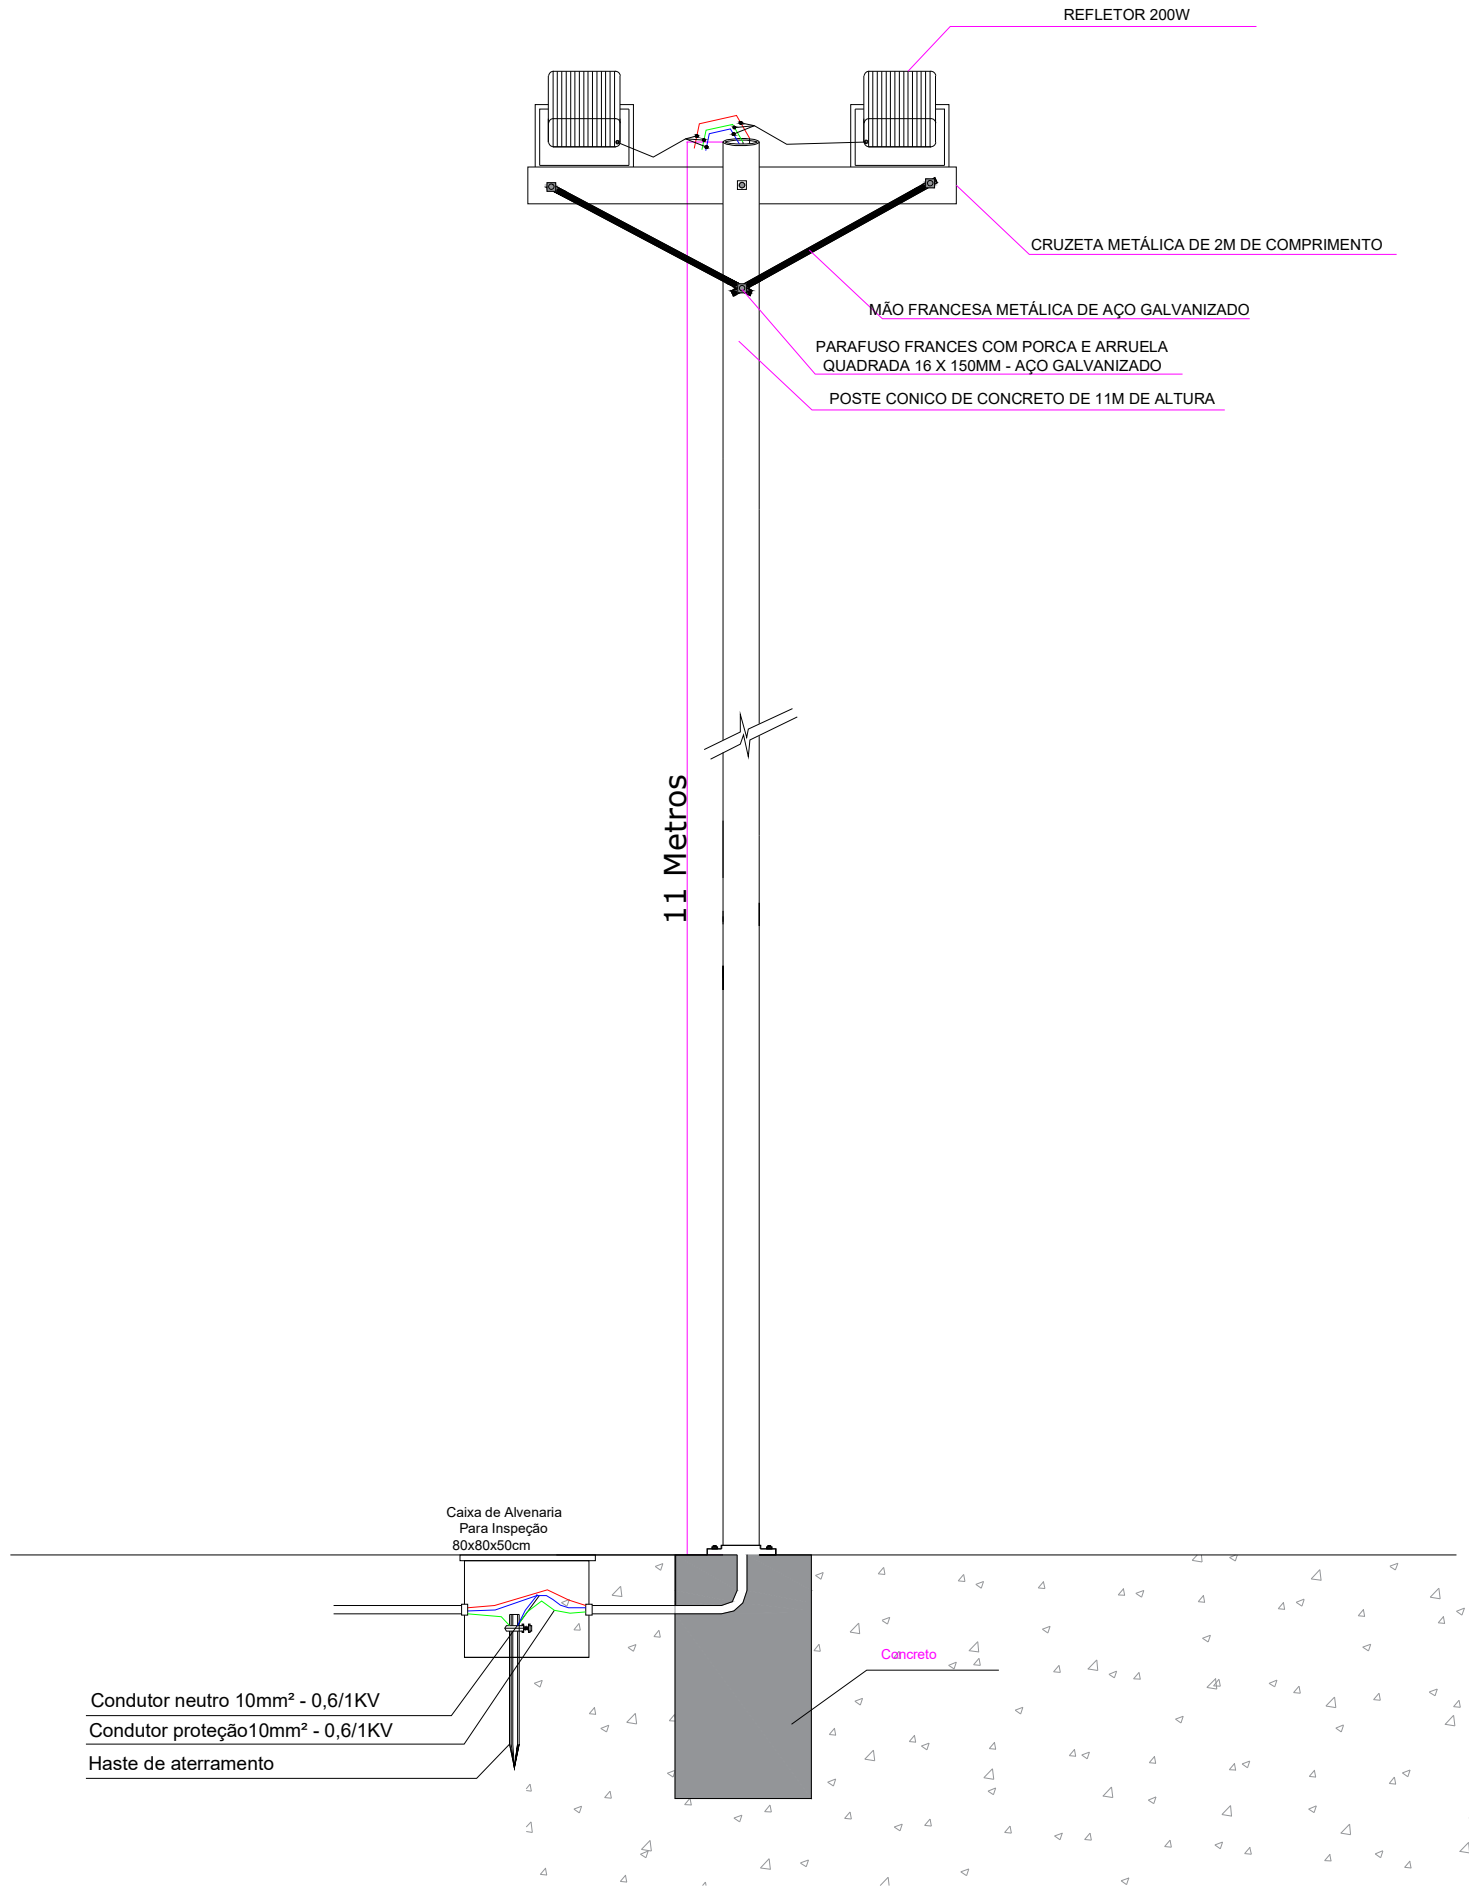 REFLETOR 200W
CRUZETA METÁLICA DE 2M DE COMPRIMENTO
MÃO FRANCESA METÁLICA DE AÇO GALVANIZADO
PARAFUSO FRANCES COM PORCA E ARRUELA
QUADRADA 16 X 150MM - AÇO GALVANIZADO
POSTE CONICO DE CONCRETO DE 11M DE ALTURA
11 Metros
Caixa de Alvenaria
Para Inspeção
80x80x50cm
Concreto
Condutor neutro 10mm² - 0,6/1KV
Condutor proteção10mm² - 0,6/1KV
Haste de aterramento